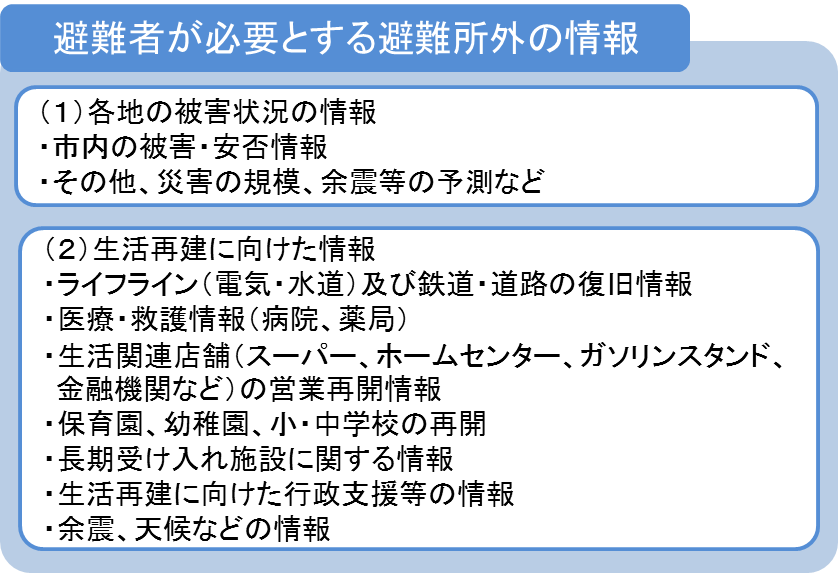 避難者が必要とする避難所外の情報
（１）各地の被害状況の情報
・市内の被害・安否情報
・その他、災害の規模、余震等の予測など
（２）生活再建に向けた情報
・ライフライン（電気・水道）及び鉄道・道路の復旧情報
・医療・救護情報（病院、薬局）
・生活関連店舗（スーパー、ホームセンター、ガソリンスタンド、
金融機関など）の営業再開情報
・保育園、幼稚園、小・中学校の再開
・長期受け入れ施設に関する情報
・生活再建に向けた行政支援等の情報
・余震、天候などの情報